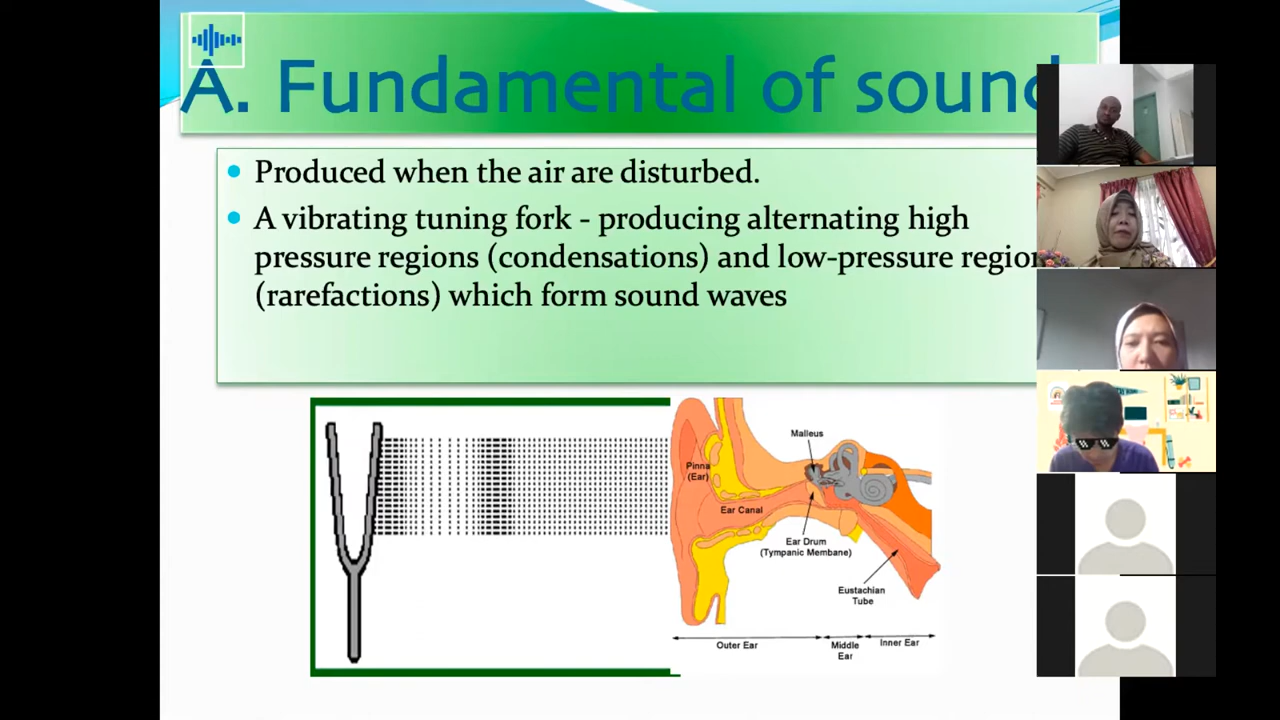 A. Fundamental of sound
Produced when the air are disturbed.
A vibrating tuning fork - producing alternating high
pressure regions (condensations) and low-pressure
(rarefactions) which form sound waves
Malleus
Pinna
(Ear)
Ear Canal
Ear Drum
(Tympanic Membane)
Eustachian
Tube
Outer Ear
Middle
Ear
Inner Ear